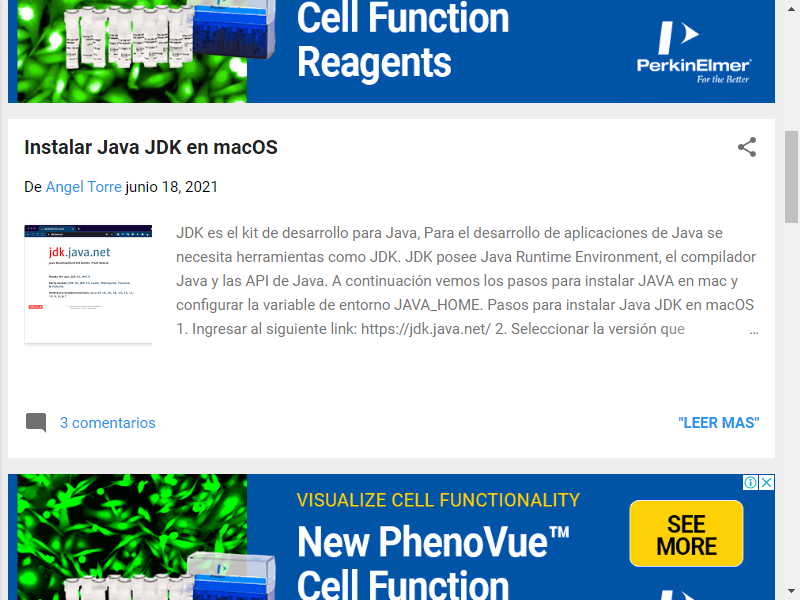 Cell Function
Reagents
PerkinElmer
For the Better
Instalar Java JDK en macOS
De Angel Torre junio 18, 2021
jdk.java.net
JDK es el kit de desarrollo para Java, Para el desarrollo de aplicaciones de Java se
necesita herramientas como JDK. JDK posee Java Runtime Environment, el compilador
Java y las API de Java. A continuación vemos los pasos para instalar JAVA en mac y
configurar la variable de entorno JAVA_HOME. Pasos para instalar Java JDK en macOS
1. Ingresar al siguiente link: https://jdk.java.net/ 2. Seleccionar la versión que ...
3 comentarios
"LEER MAS"
VISUALIZE CELL FUNCTIONALITY
New PhenoVue™
Cell Function
SEE
MORE